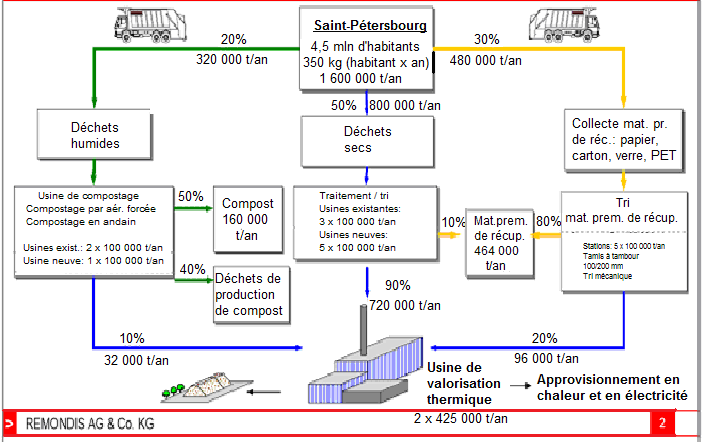 Saint-Pétersbourg
4,5 mln d'habitants
350 kg (habitant x an)
1 600 000 t/an
20%
320 000 t/an
30%
480 000 t/an
50%
800 000 t/an
Déchets
humides
Déchets
secs
Collecte mat. pr.
de réc.: papier,
carton, verre, PET
Usine de compostage
Compostage par aér. forcée
Compostage en andain
Usines exist.: 2 x 100 000 t/an
Usine neuve: 1 x 100 000 t/an
50%
Compost
160 000
t/an
40%
Déchets de
production
de compost
Traitement / tri
Usines existantes:
3 x 100 000 t/an
Usines neuves:
5 x 100 000 t/an
10%
Mat.prem.
de récup.
464 000
t/an
80%
Tri
mat. prem. de récup.
Stations: 5 x 100 000 t/an
Tamis à tambour
100/200 mm
Tri mécanique
90%
720 000 t/an
10%
32 000 t/an
20%
96 000 t/an
Usine de
valorisation
thermique
2 x 425 000 t/an
Approvisionnement en
chaleur et en électricité
> REMONDIS AG & Co. KG
2